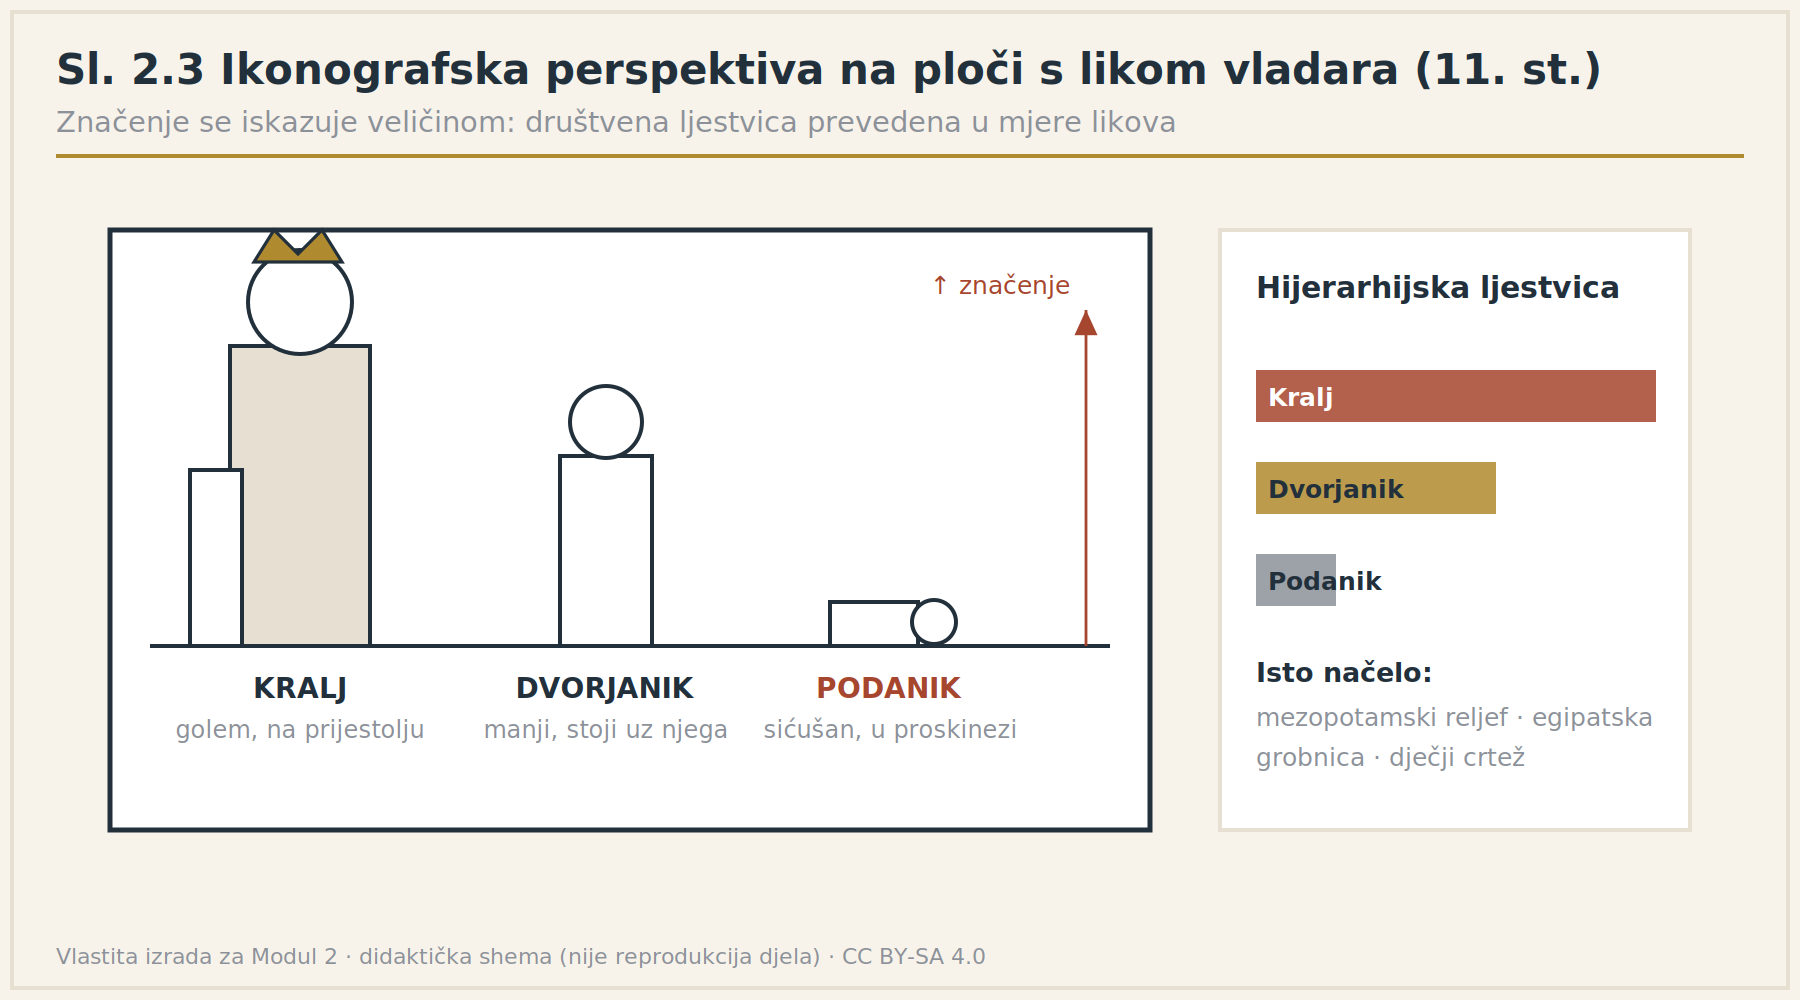 Sl. 2.3 Ikonografska perspektiva na ploči s likom vladara (11. st.)
Značenje se iskazuje veličinom: društvena ljestvica prevedena u mjere likova
↑ značenje
KRALJ
golem, na prijestolju
DVORJANIK
manji, stoji uz njega
PODANIK
sićušan, u proskinezi
Hijerarhijska ljestvica
Kralj
Dvorjanik
Podanik
Isto načelo:
mezopotamski reljef · egipatska
grobnica · dječji crtež
Vlastita izrada za Modul 2 · didaktička shema (nije reprodukcija djela) · CC BY-SA 4.0